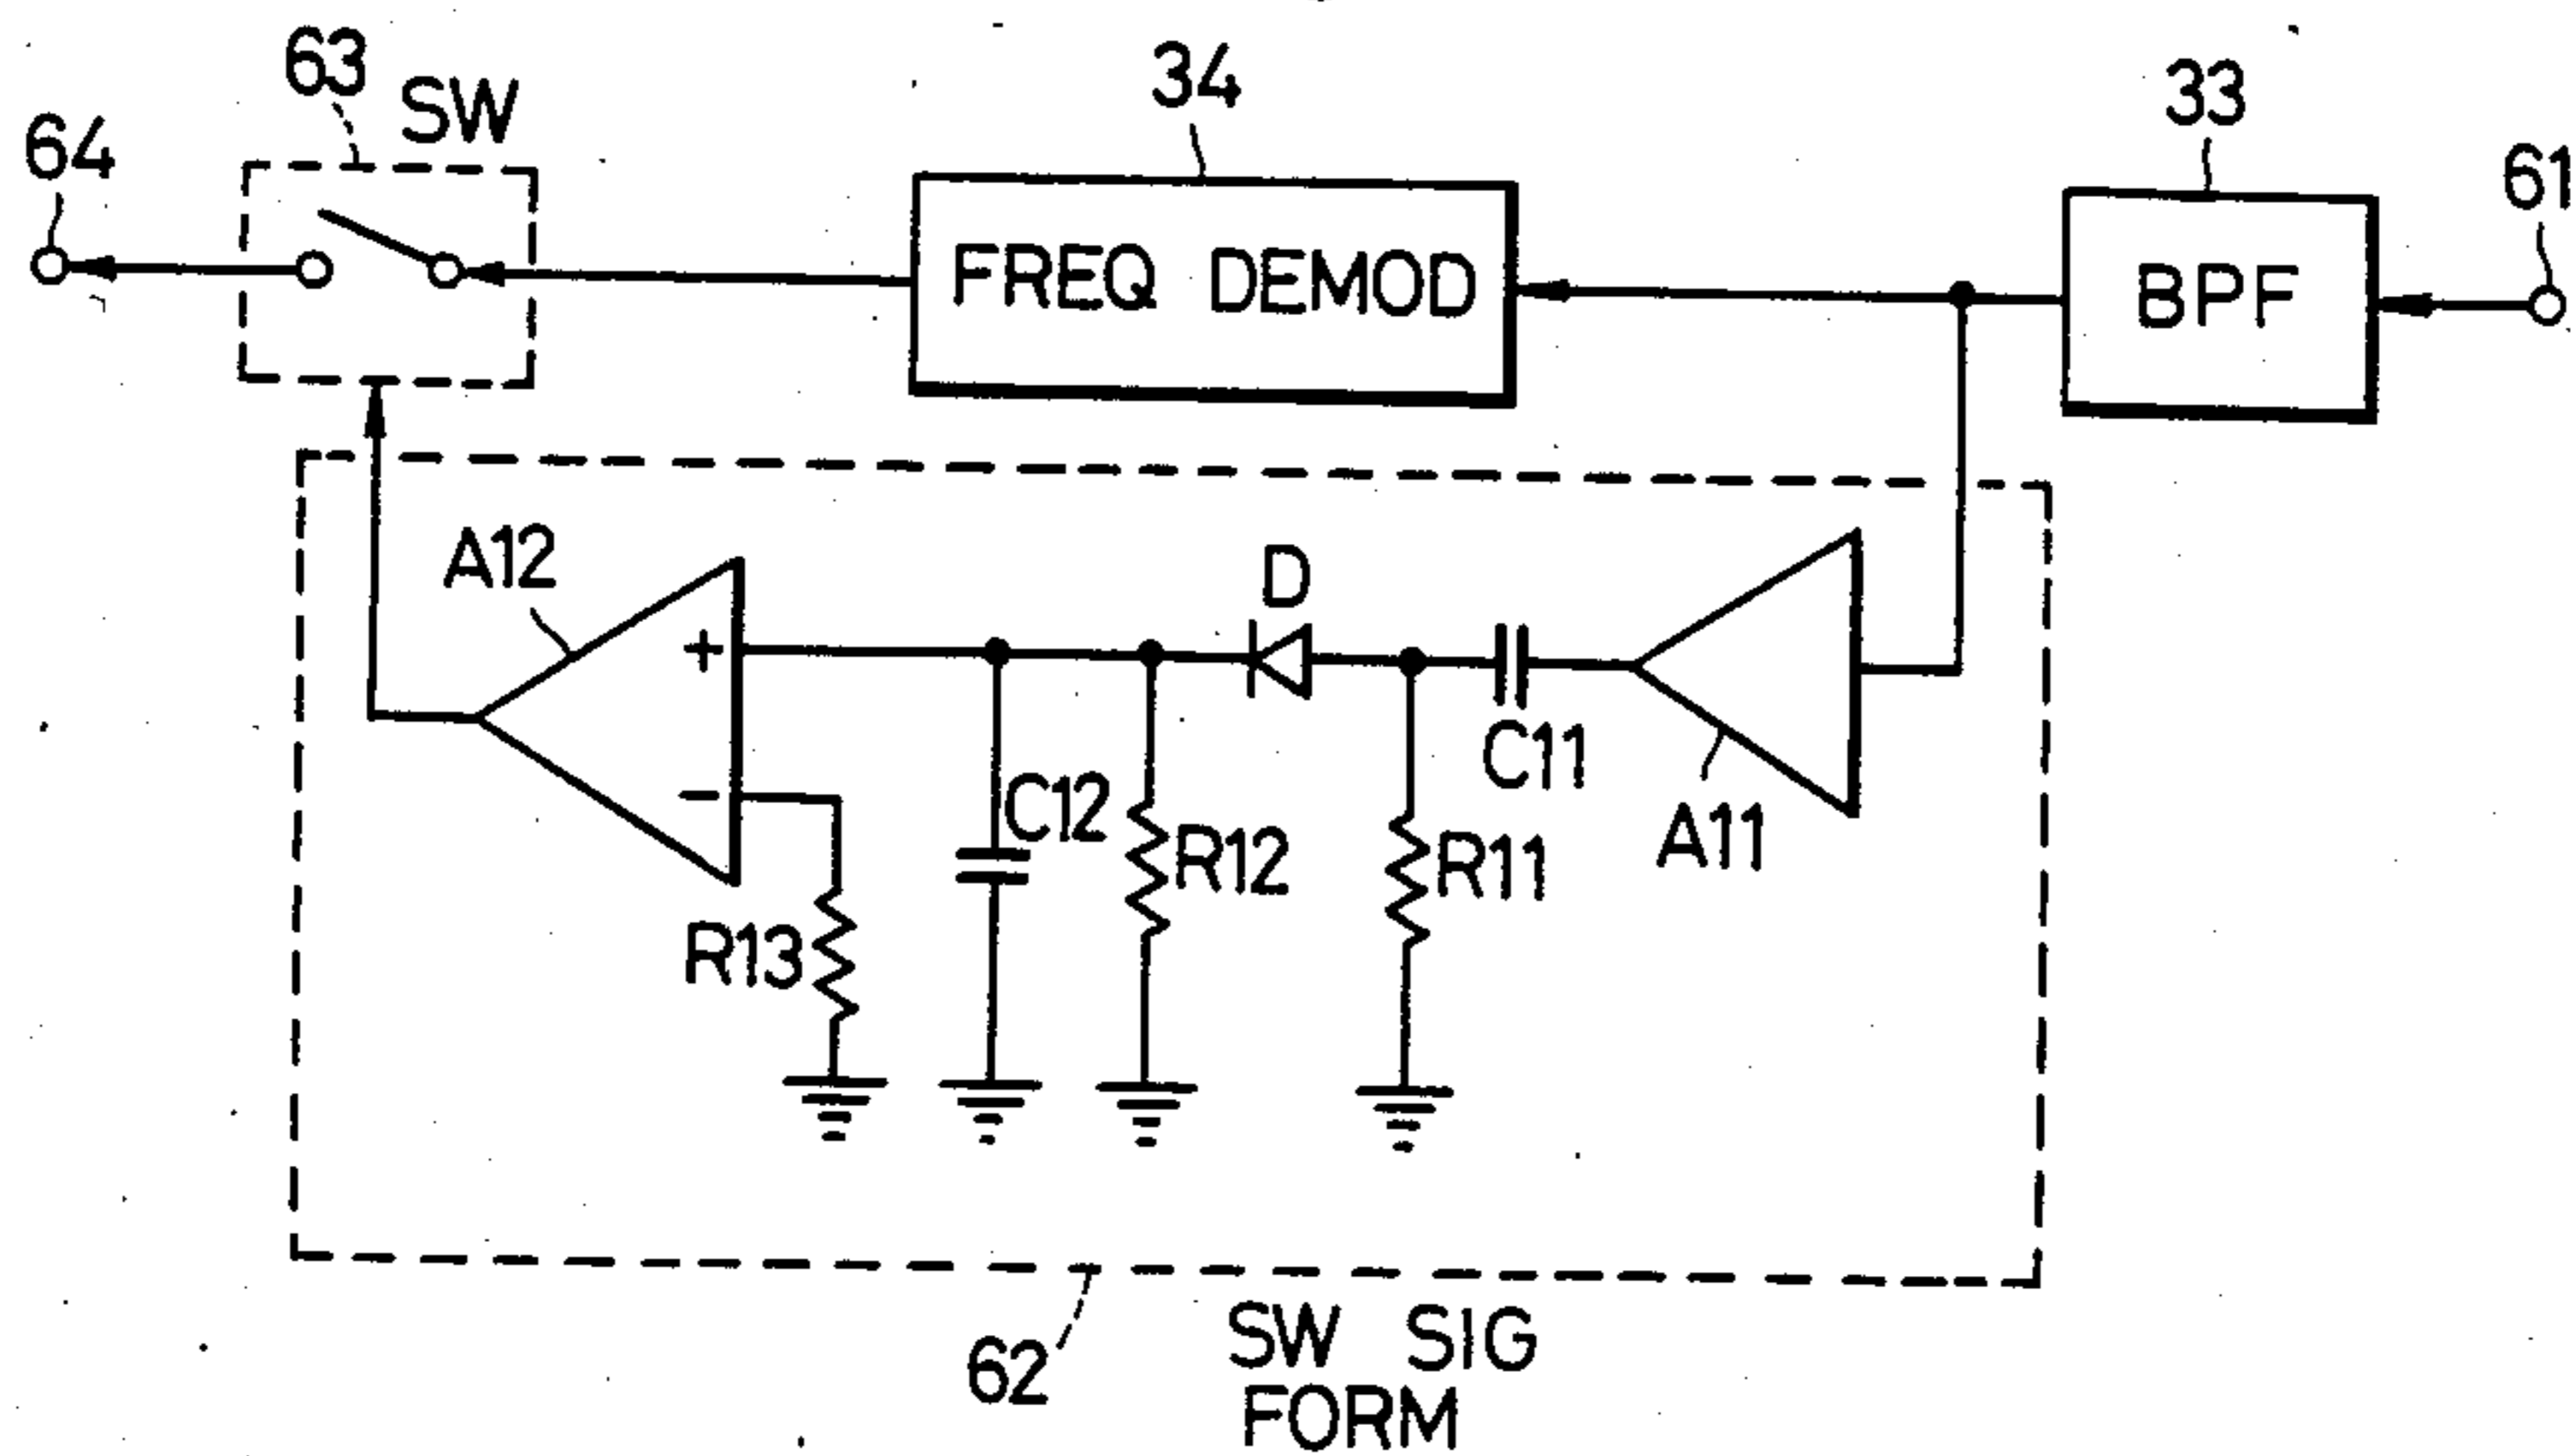 63
SW
34
33
64
61
FREQ DEMOD
BPF
A12
D
+
C11
−
C12
R12
R11
A11
R13
62
SW SIG
FORM